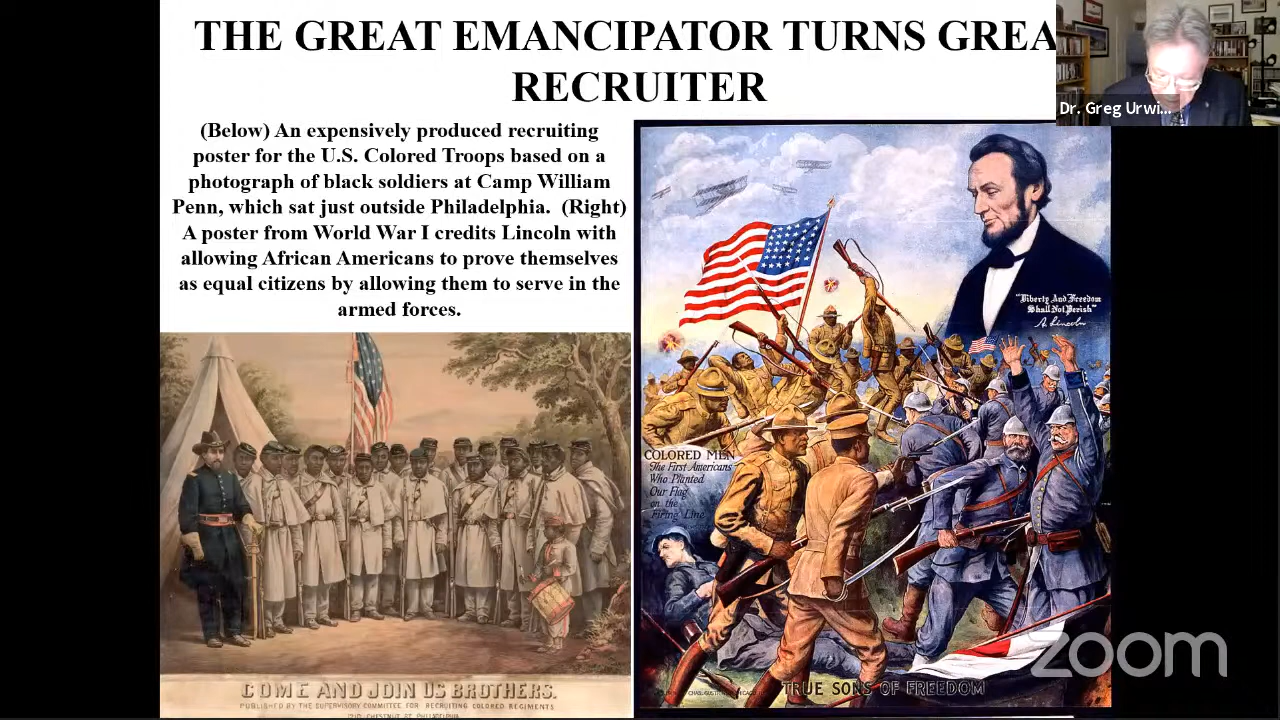 THE GREAT EMANCIPATOR TURNS GREA
RECRUITER
Dr. Greg Urwi...
(Below) An expensively produced recruiting
poster for the U.S. Colored Troops based on a
photograph of black soldiers at Camp William
Penn, which sat just outside Philadelphia. (Right)
A poster from World War I credits Lincoln with
allowing African Americans to prove themselves
as equal citizens by allowing them to serve in the
armed forces.
"Liberty And Freedom
Shall Not Perish"
A. Lincoln
COLORED MEN
The First Americans
Who Planted
Our Flag
on the
Firing Line
TRUE SONS OF FREEDOM
COME AND JOIN US BROTHERS.
PUBLISHED BY THE SUPERVISORY COMMITTEE FOR RECRUITING COLORED REGIMENTS
1210 CHESTNUT ST PHILADELPHIA
zoom